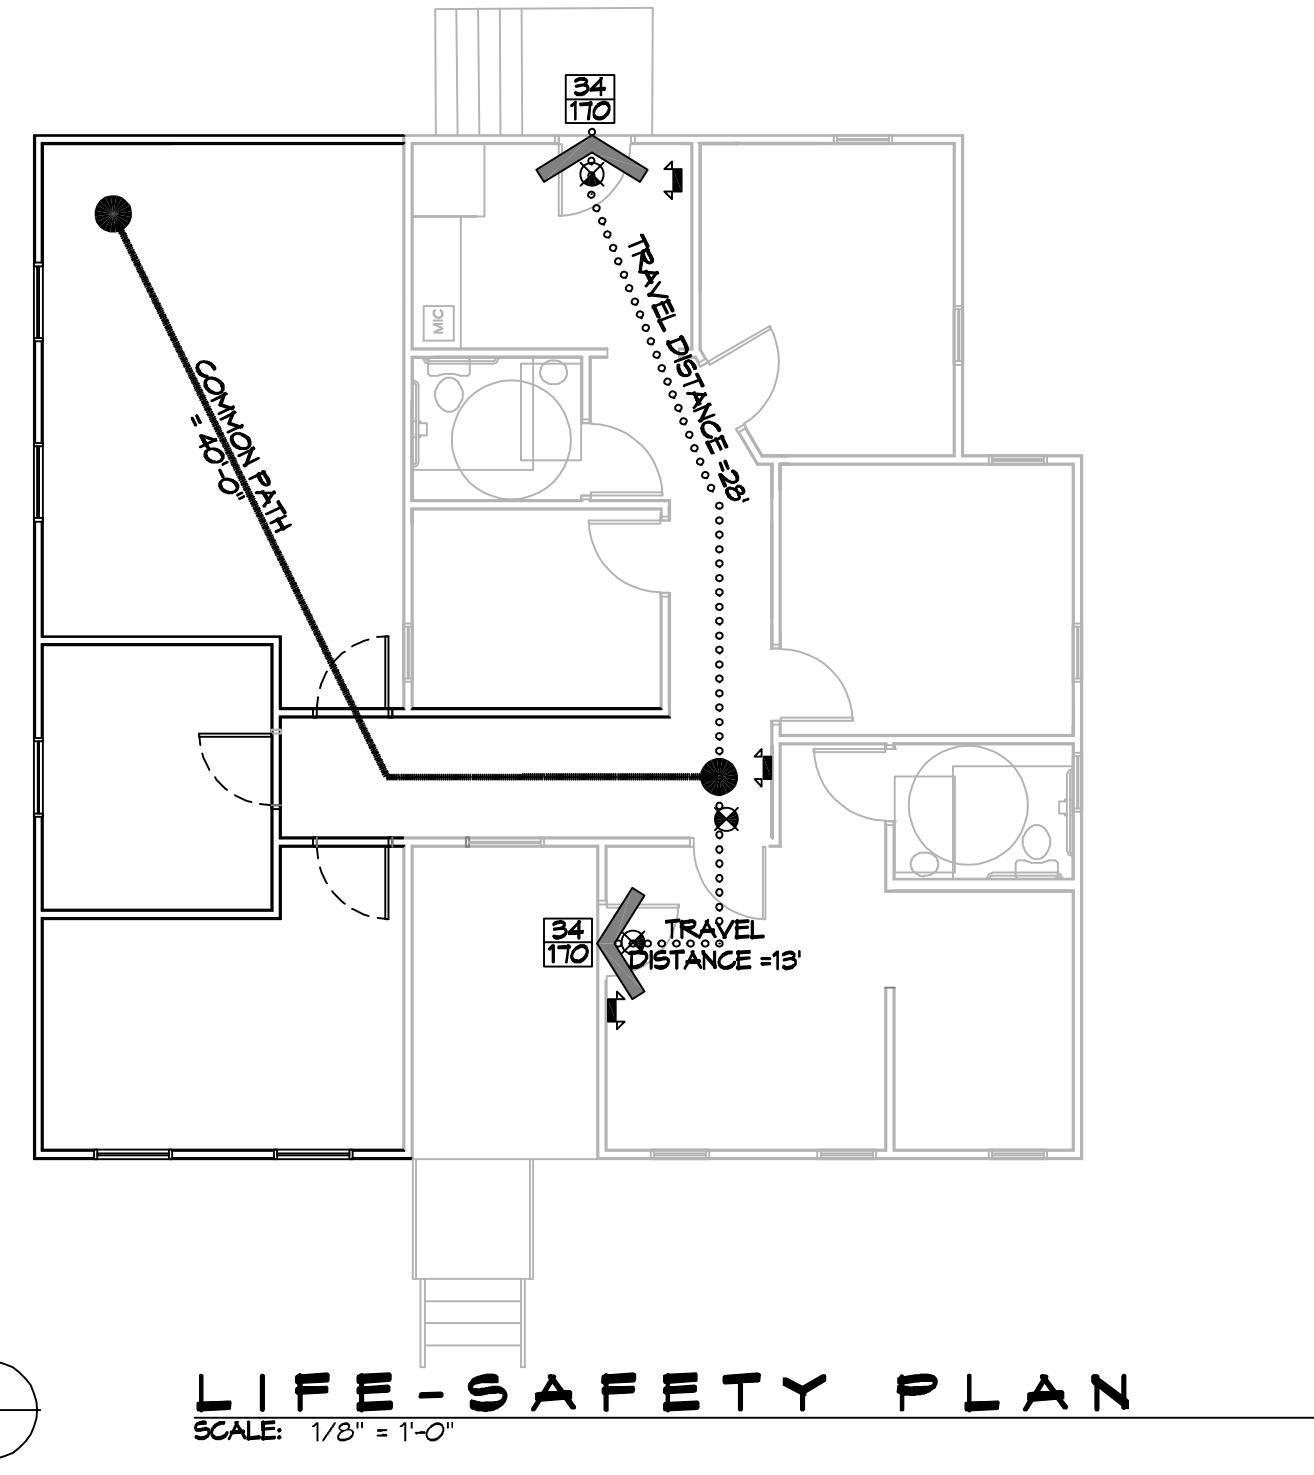 34
170
TRAVEL DISTANCE =28'
MIC
COMMON PATH
= 40'-0"
34
170
TRAVEL
DISTANCE =13'
LIFE-SAFETY PLAN
SCALE: 1/8" = 1'-0"